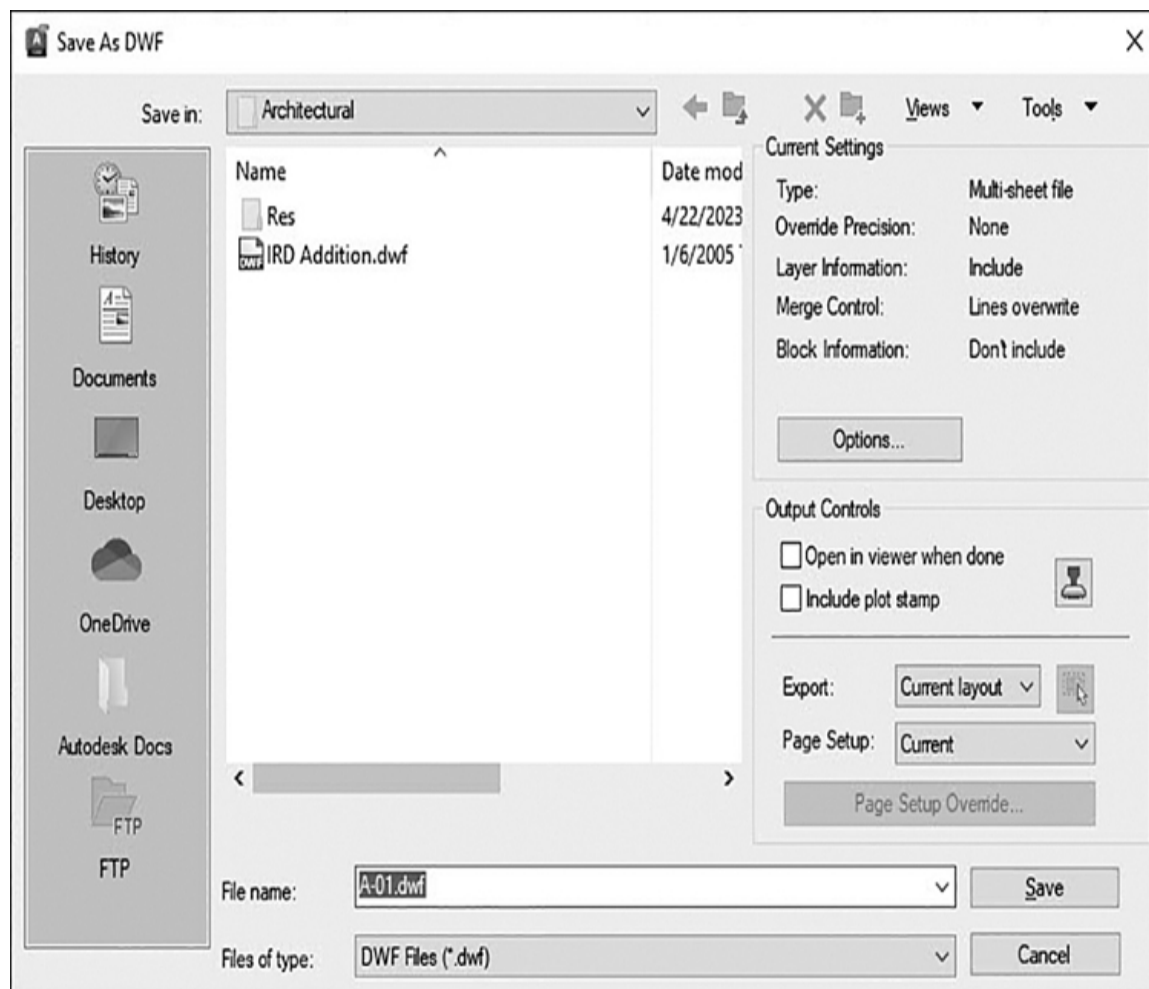 Save As DWF
Save in:
Architectural
Views
Tools
History
Documents
Desktop
OneDrive
Autodesk Docs
FTP
FTP
Name
Date mod
Res
4/22/2023
DWF
IRD Addition.dwf
1/6/2005
Current Settings
Type:
Multi-sheet file
Override Precision:
None
Layer Information:
Include
Merge Control:
Lines overwrite
Block Information:
Don't include
Options...
Output Controls
Open in viewer when done
Include plot stamp
Export:
Current layout
Page Setup:
Current
Page Setup Override...
File name:
A-01.dwf
Save
Files of type:
DWF Files (*.dwf)
Cancel